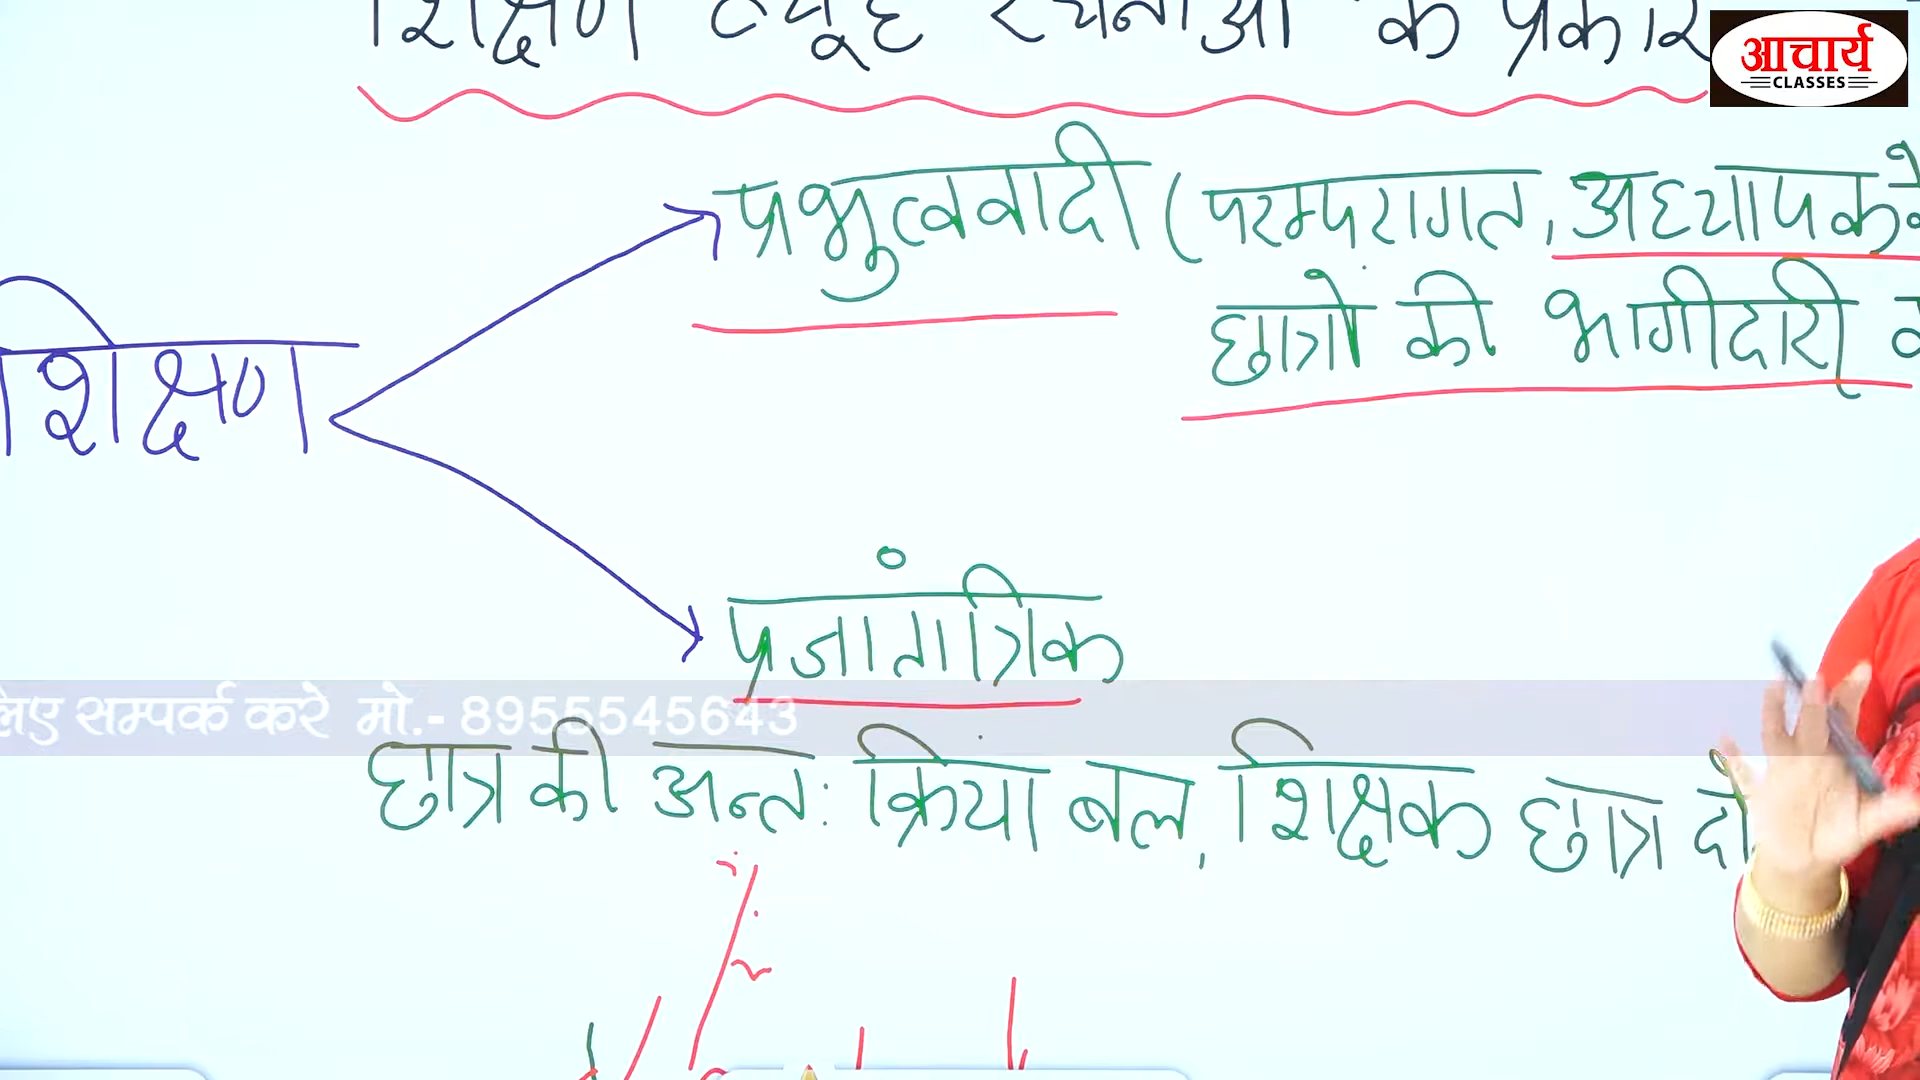 शिक्षण व्यूह रचनाओं के प्रकार
आचार्य
CLASSES
प्रभुत्ववादी (परम्परागत, अध्यापक के
छात्रों की भागीदारी
शिक्षण
प्रजातांत्रिक
लिए सम्पर्क करे मो.- 8955545643
छात्र की अन्तः क्रिया बल, शिक्षक छात्र दो